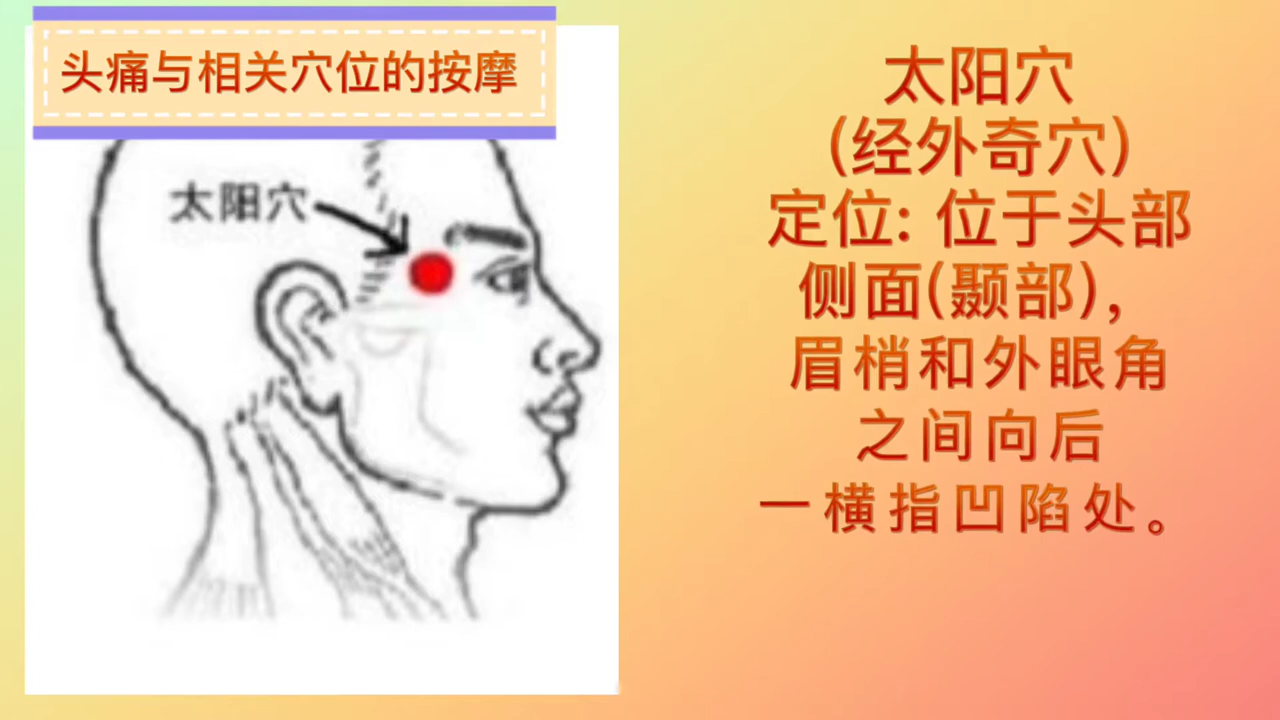 头痛与相关穴位的按摩
太阳穴
太阳穴
(经外奇穴)
定位: 位于头部
侧面(颞部),
眉梢和外眼角
之间向后
一横指凹陷处。